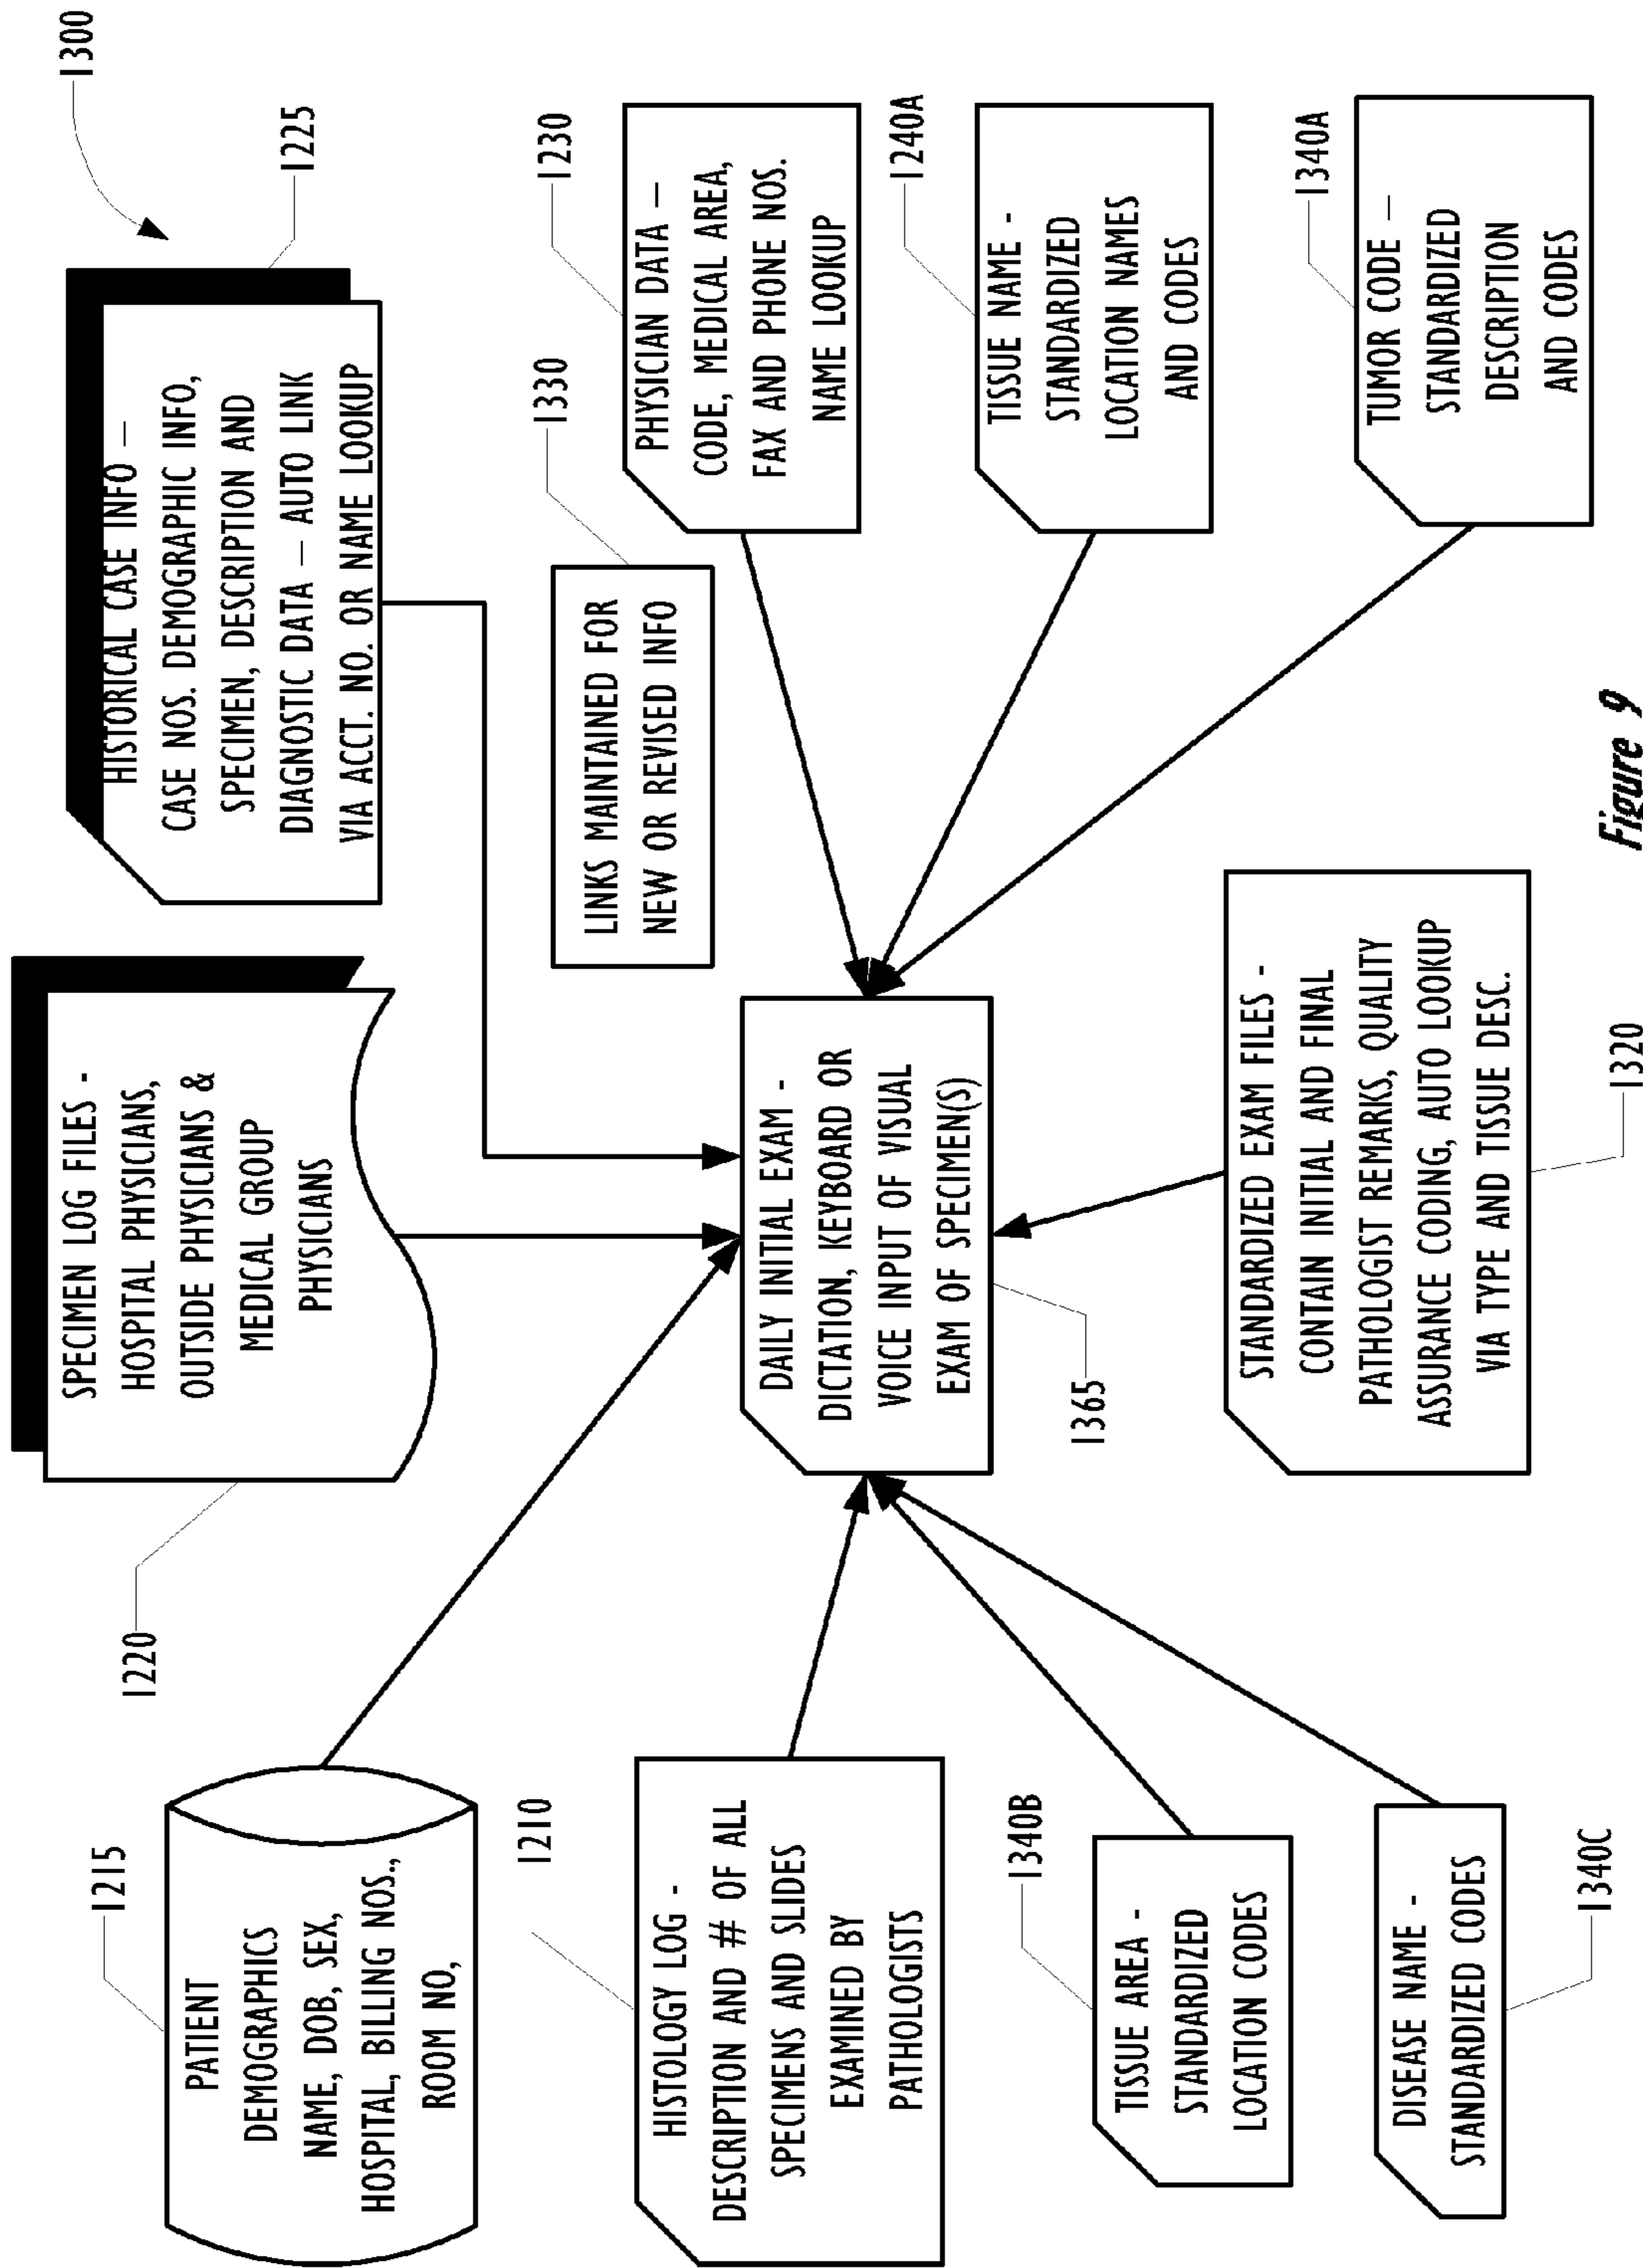 1300
1215
PATIENT
DEMOGRAPHICS
NAME, DOB, SEX,
HOSPITAL, BILLING NOS.,
ROOM NO,
1220
SPECIMEN LOG FILES -
HOSPITAL PHYSICIANS,
OUTSIDE PHYSICIANS &
MEDICAL GROUP
PHYSICIANS
1225
HISTORICAL CASE INFO —
CASE NOS. DEMOGRAPHIC INFO,
SPECIMEN, DESCRIPTION AND
DIAGNOSTIC DATA — AUTO LINK
VIA ACCT. NO. OR NAME LOOKUP
1210
HISTOLOGY LOG -
DESCRIPTION AND # OF ALL
SPECIMENS AND SLIDES
EXAMINED BY
PATHOLOGISTS
DAILY INITIAL EXAM -
DICTATION, KEYBOARD OR
VOICE INPUT OF VISUAL
EXAM OF SPECIMEN(S)
1365
1330
LINKS MAINTAINED FOR
NEW OR REVISED INFO
1230
PHYSICIAN DATA —
CODE, MEDICAL AREA,
FAX AND PHONE NOS.
NAME LOOKUP
1240A
TISSUE NAME -
STANDARDIZED
LOCATION NAMES
AND CODES
1340B
TISSUE AREA -
STANDARDIZED
LOCATION CODES
1340C
DISEASE NAME -
STANDARDIZED CODES
STANDARDIZED EXAM FILES -
CONTAIN INITIAL AND FINAL
PATHOLOGIST REMARKS, QUALITY
ASSURANCE CODING, AUTO LOOKUP
VIA TYPE AND TISSUE DESC.
1320
1340A
TUMOR CODE —
STANDARDIZED
DESCRIPTION
AND CODES
Figure 9